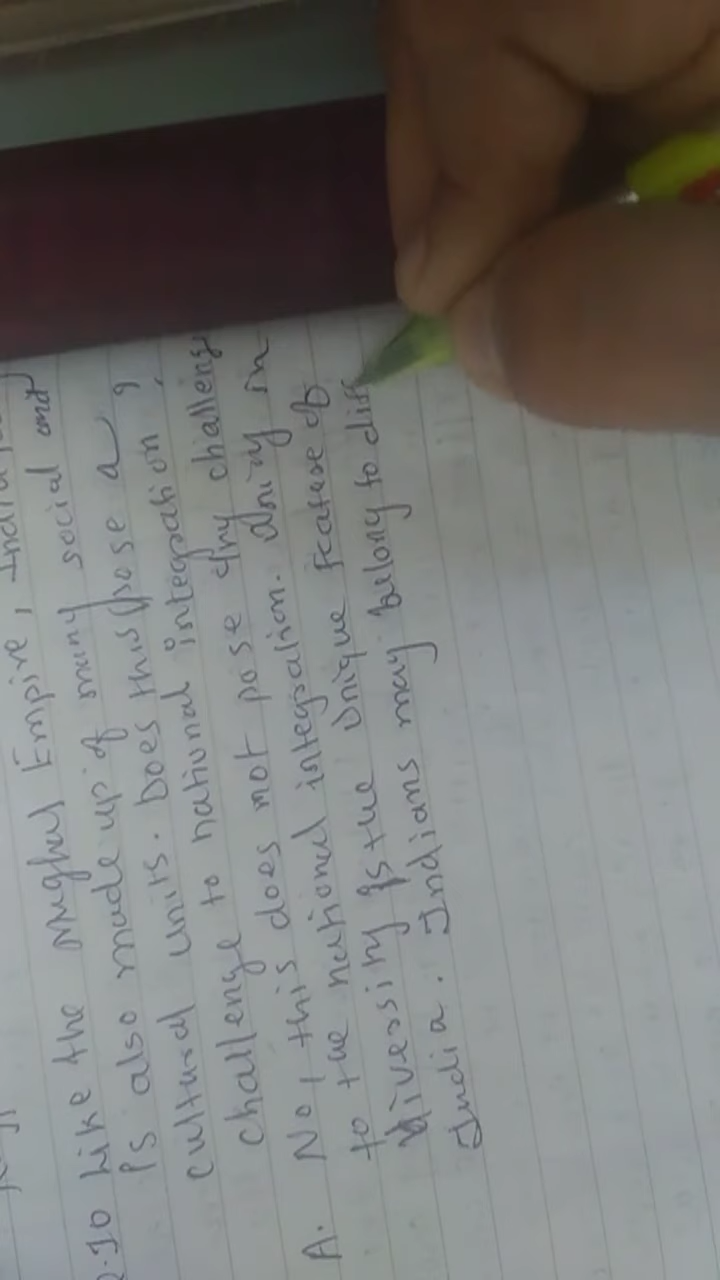 Q.10 Like the Mughal Empire, India
is also made up of many social and
cultural units. Does this pose a
challenge to national integration?
A. No, this does not pose any challeng
to the national integration. Unity in
Diversity is the Unique feature of
India. Indians may belong to diff